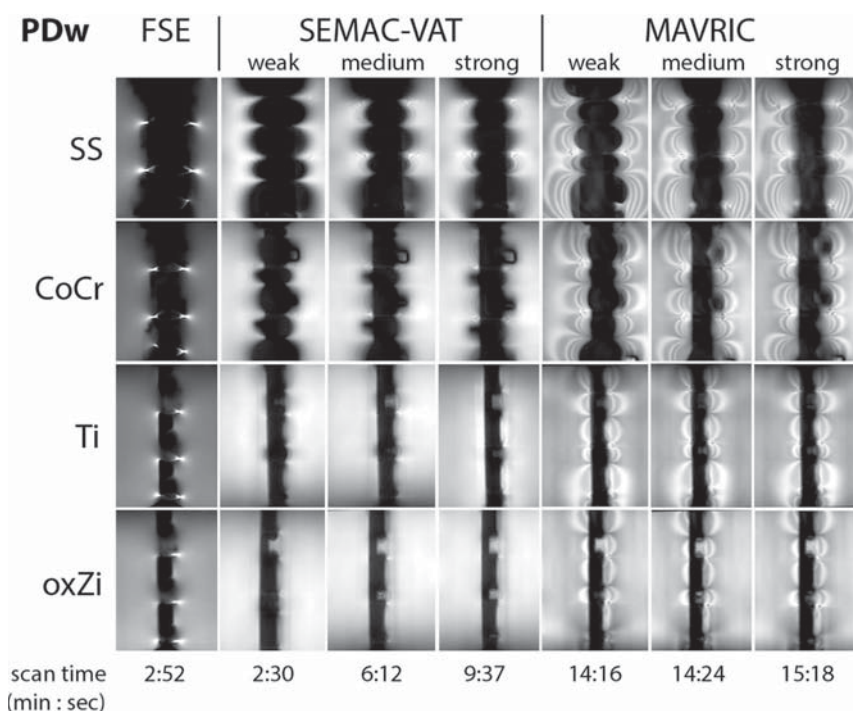 PDw FSE SEMAC-VAT MAVRIC
weak medium strong weak medium strong
SS
CoCr
Ti
oxZi
scan time 2:52 2:30 6:12 9:37 14:16 14:24 15:18
(min : sec)